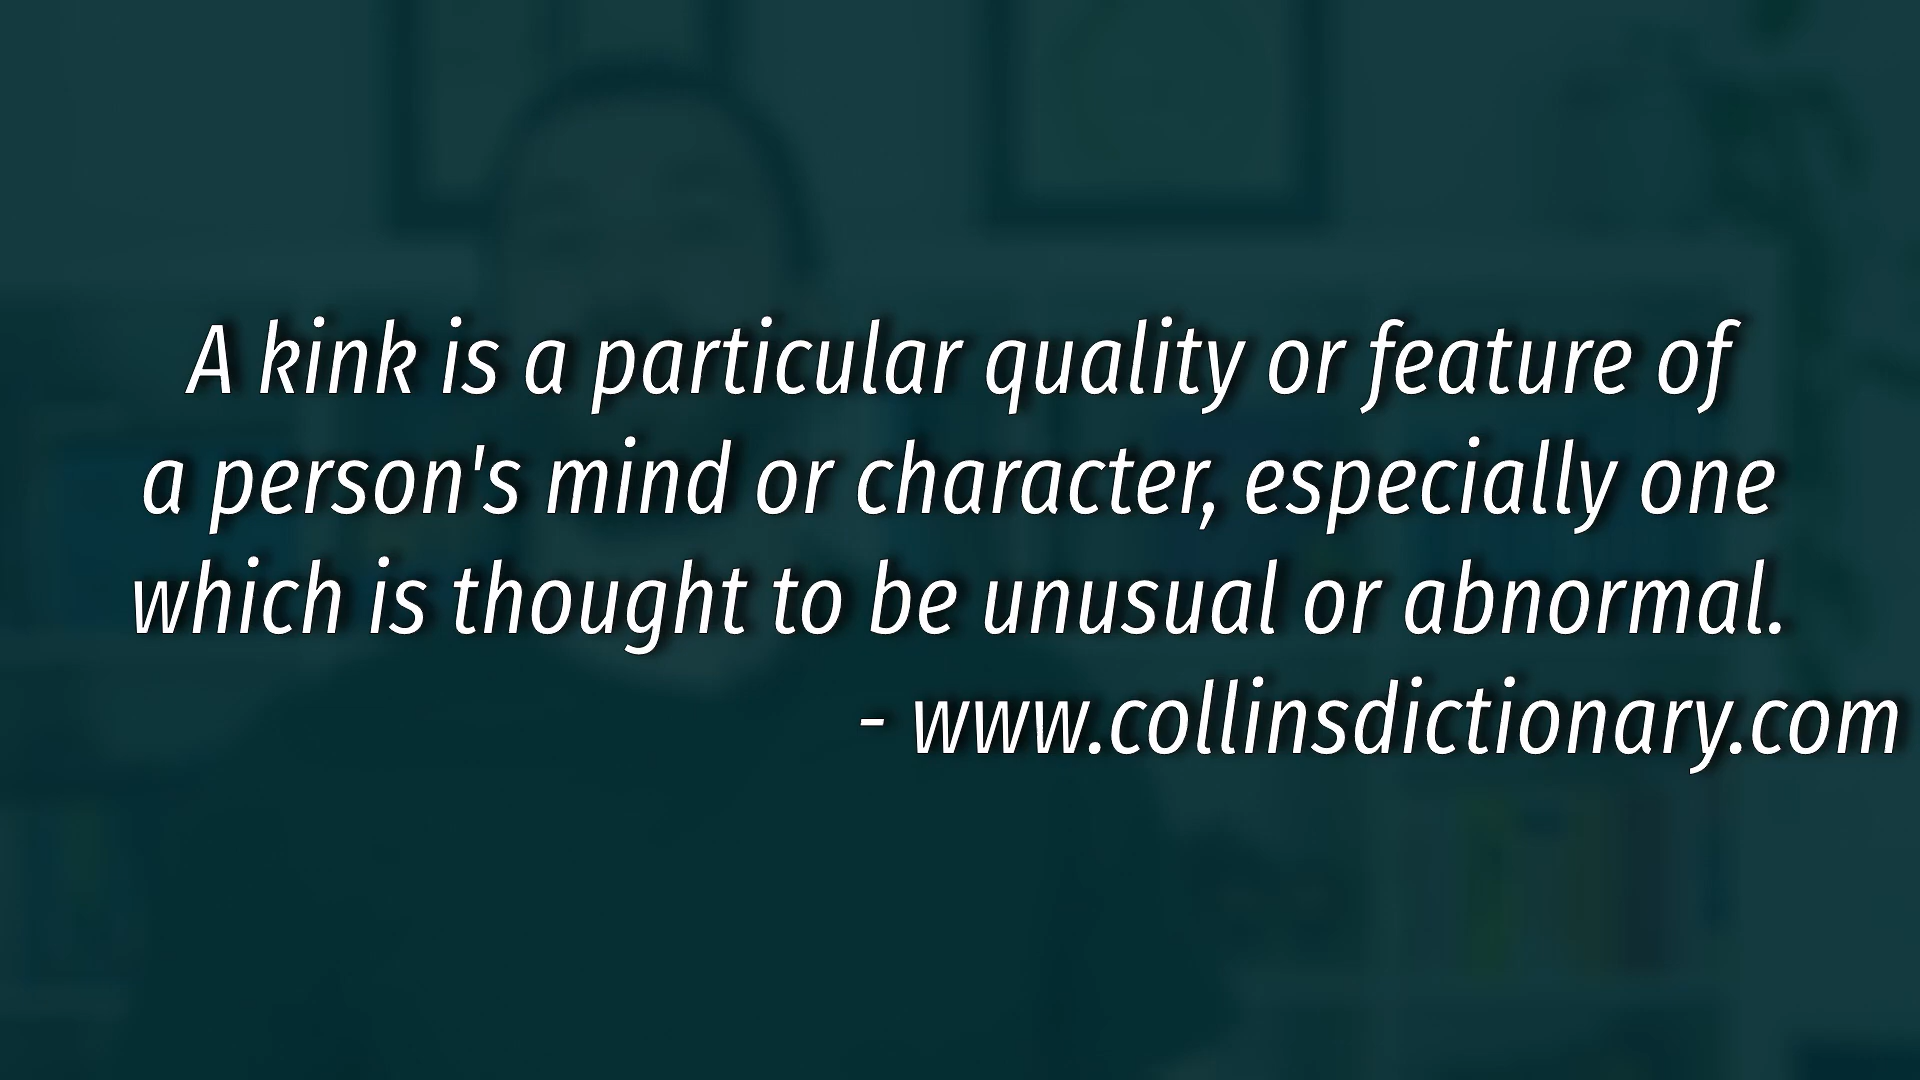 A kink is a particular quality or feature of
a person's mind or character, especially one
which is thought to be unusual or abnormal.
- www.collinsdictionary.com